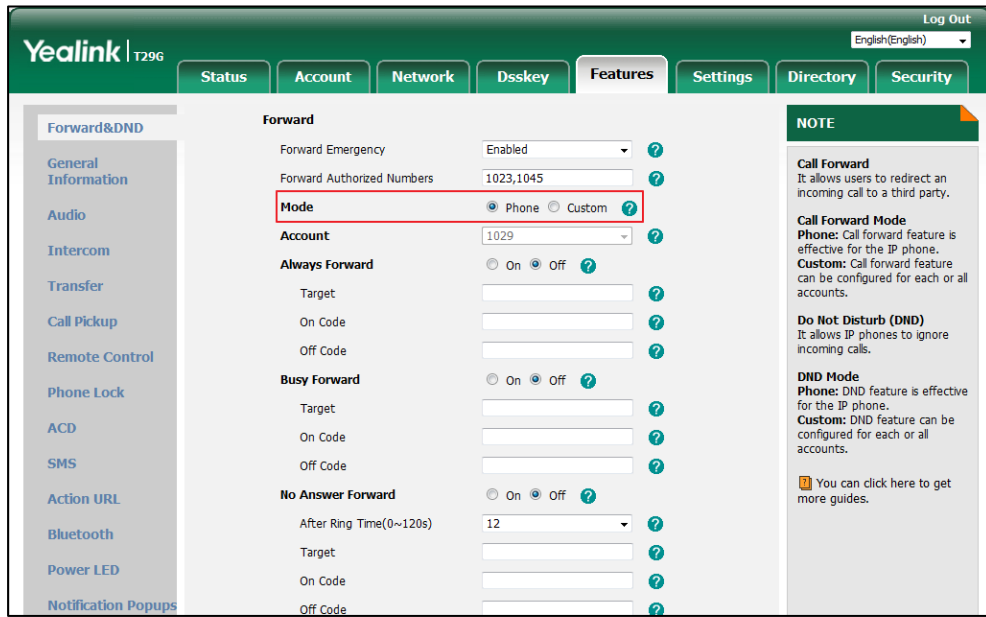 Log Out
Yealink T29G
English(English)
Status Account Network Dsskey Features Settings Directory Security
Forward&DND
General
Information
Audio
Intercom
Transfer
Call Pickup
Remote Control
Phone Lock
ACD
SMS
Action URL
Bluetooth
Power LED
Notification Popups
Forward
Forward Emergency Enabled ?
Forward Authorized Numbers 1023,1045 ?
Mode Phone Custom ?
Account 1029 ?
Always Forward On Off ?
Target ?
On Code ?
Off Code ?
Busy Forward On Off ?
Target ?
On Code ?
Off Code ?
No Answer Forward On Off ?
After Ring Time(0~120s) 12 ?
Target ?
On Code ?
Off Code ?
NOTE
Call Forward
It allows users to redirect an
incoming call to a third party.
Call Forward Mode
Phone: Call forward feature is
effective for the IP phone.
Custom: Call forward feature
can be configured for each or all
accounts.
Do Not Disturb (DND)
It allows IP phones to ignore
incoming calls.
DND Mode
Phone: DND feature is effective
for the IP phone.
Custom: DND feature can be
configured for each or all
accounts.
? You can click here to get
more guides.